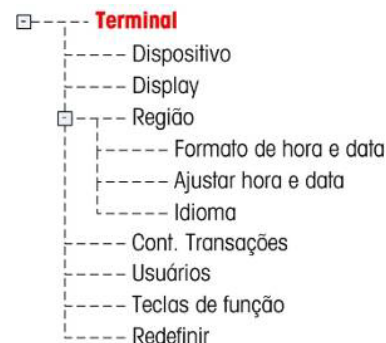 Terminal
Dispositivo
Display
Região
Formato de hora e data
Ajustar hora e data
Idioma
Cont. Transações
Usuários
Teclas de função
Redefinir